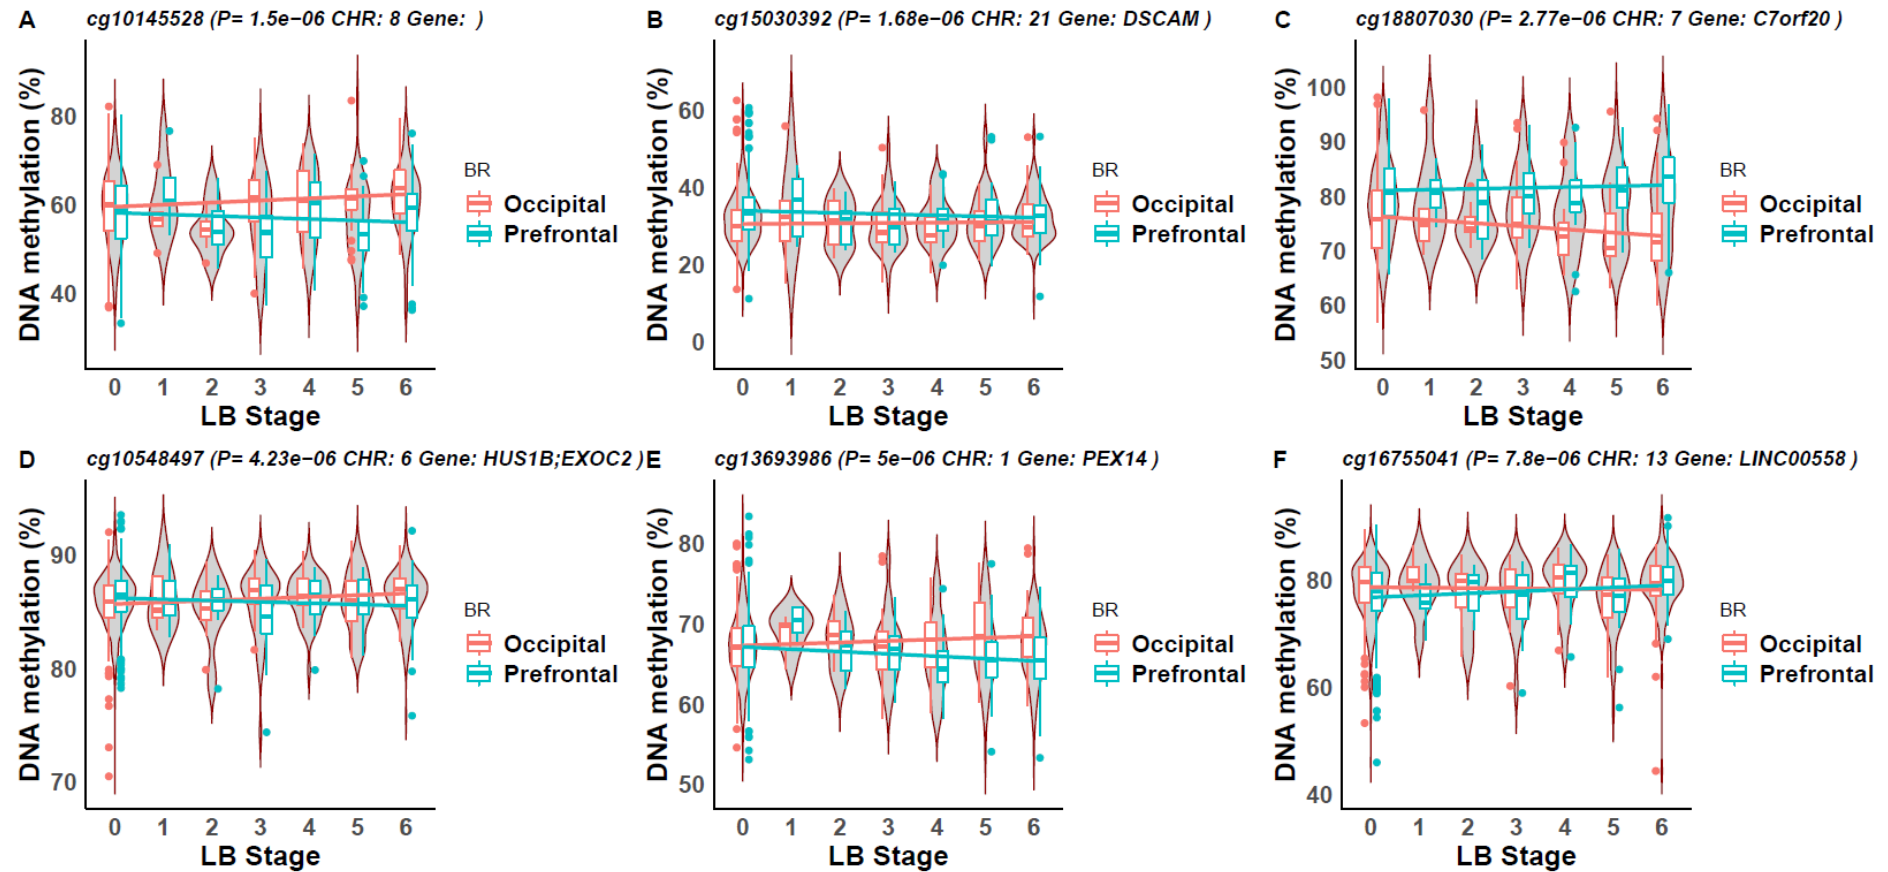 A cg10145528 (P= 1.5e−06 CHR: 8 Gene: )
DNA methylation (%)
80
60
40
0 1 2 3 4 5 6
LB Stage
BR
Occipital
Prefrontal
B cg15030392 (P= 1.68e−06 CHR: 21 Gene: DSCAM )
DNA methylation (%)
60
40
20
0
0 1 2 3 4 5 6
LB Stage
BR
Occipital
Prefrontal
C cg18807030 (P= 2.77e−06 CHR: 7 Gene: C7orf20 )
DNA methylation (%)
100
90
80
70
60
50
0 1 2 3 4 5 6
LB Stage
BR
Occipital
Prefrontal
D cg10548497 (P= 4.23e−06 CHR: 6 Gene: HUS1B;EXOC2 )
DNA methylation (%)
90
80
70
0 1 2 3 4 5 6
LB Stage
BR
Occipital
Prefrontal
E cg13693986 (P= 5e−06 CHR: 1 Gene: PEX14 )
DNA methylation (%)
80
70
60
50
0 1 2 3 4 5 6
LB Stage
BR
Occipital
Prefrontal
F cg16755041 (P= 7.8e−06 CHR: 13 Gene: LINC00558 )
DNA methylation (%)
80
60
40
0 1 2 3 4 5 6
LB Stage
BR
Occipital
Prefrontal